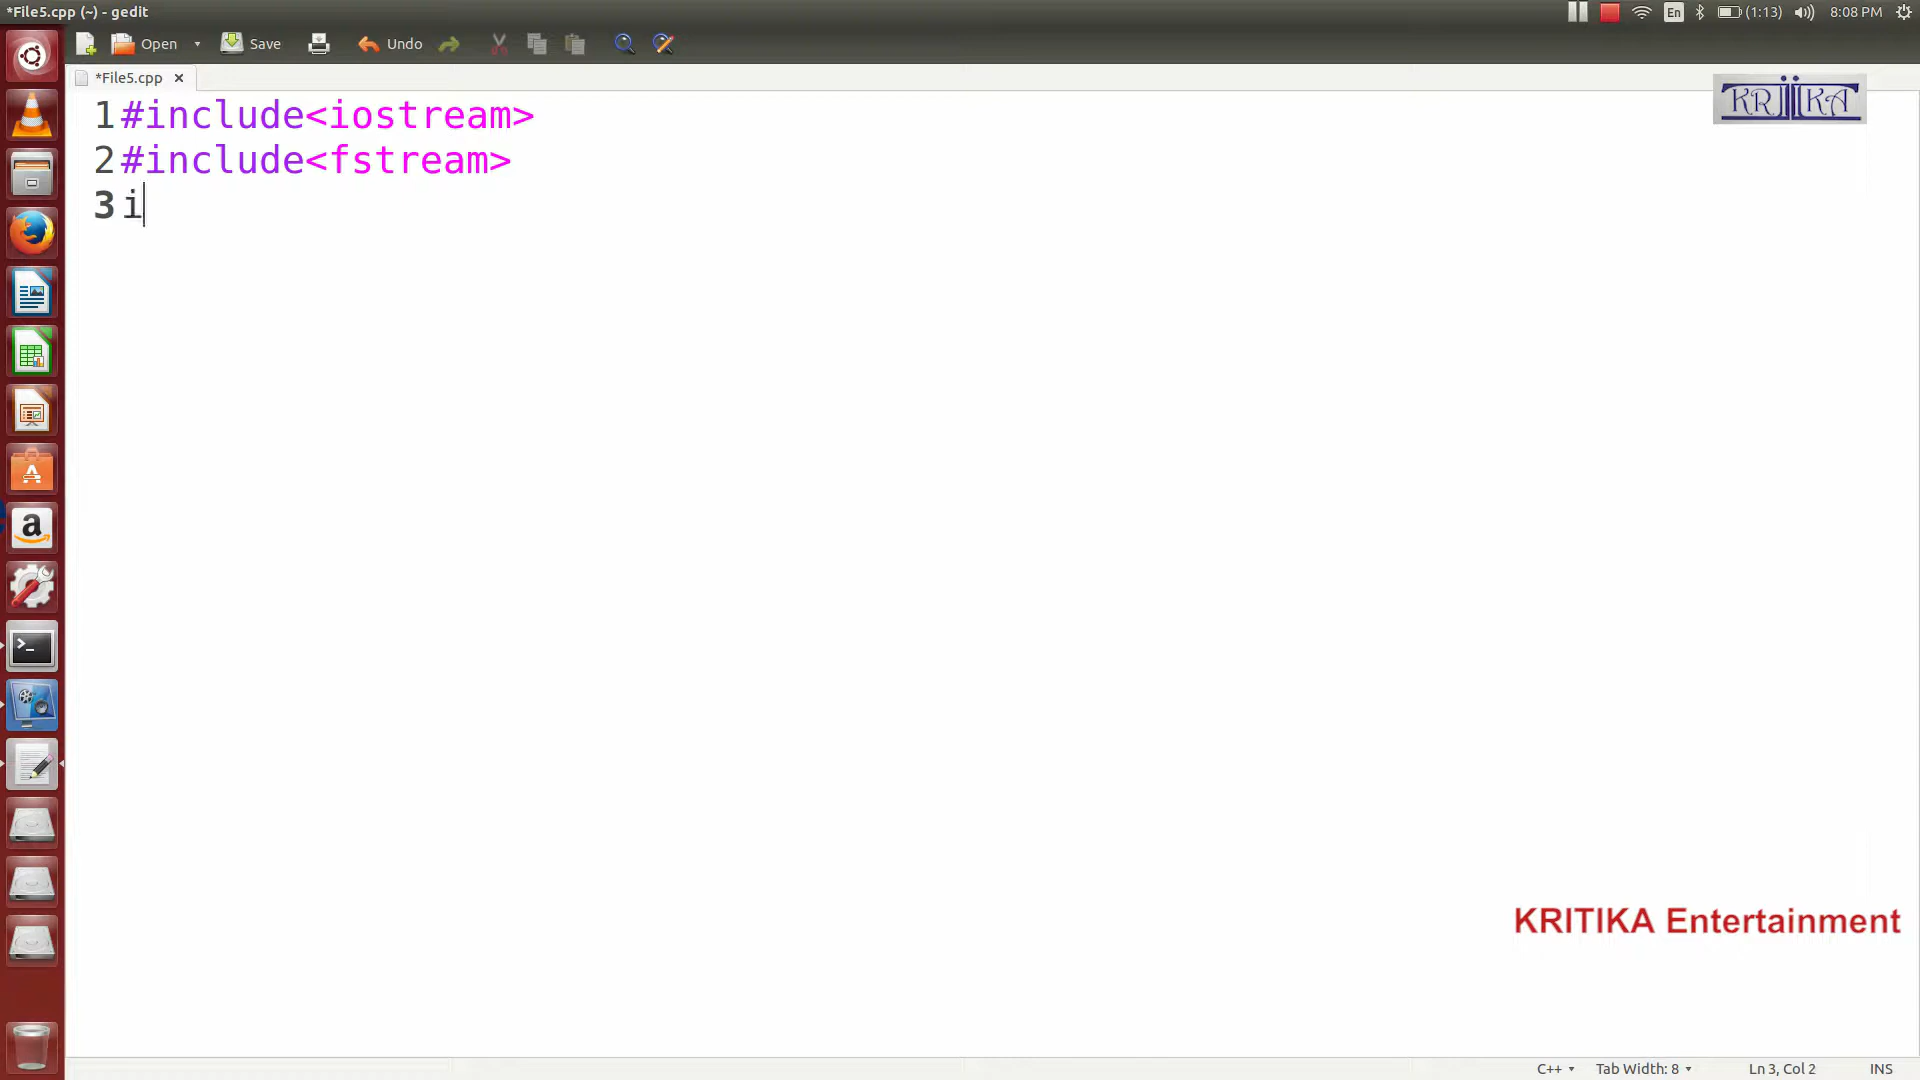 *File5.cpp (~) - gedit
En
(1:13)
8:08 PM
Open
Save
Undo
*File5.cpp ×
KRITIKA
1 #include<iostream>
2 #include<fstream>
3 i
a
>_
KRITIKA Entertainment
C++
Tab Width: 8
Ln 3, Col 2
INS